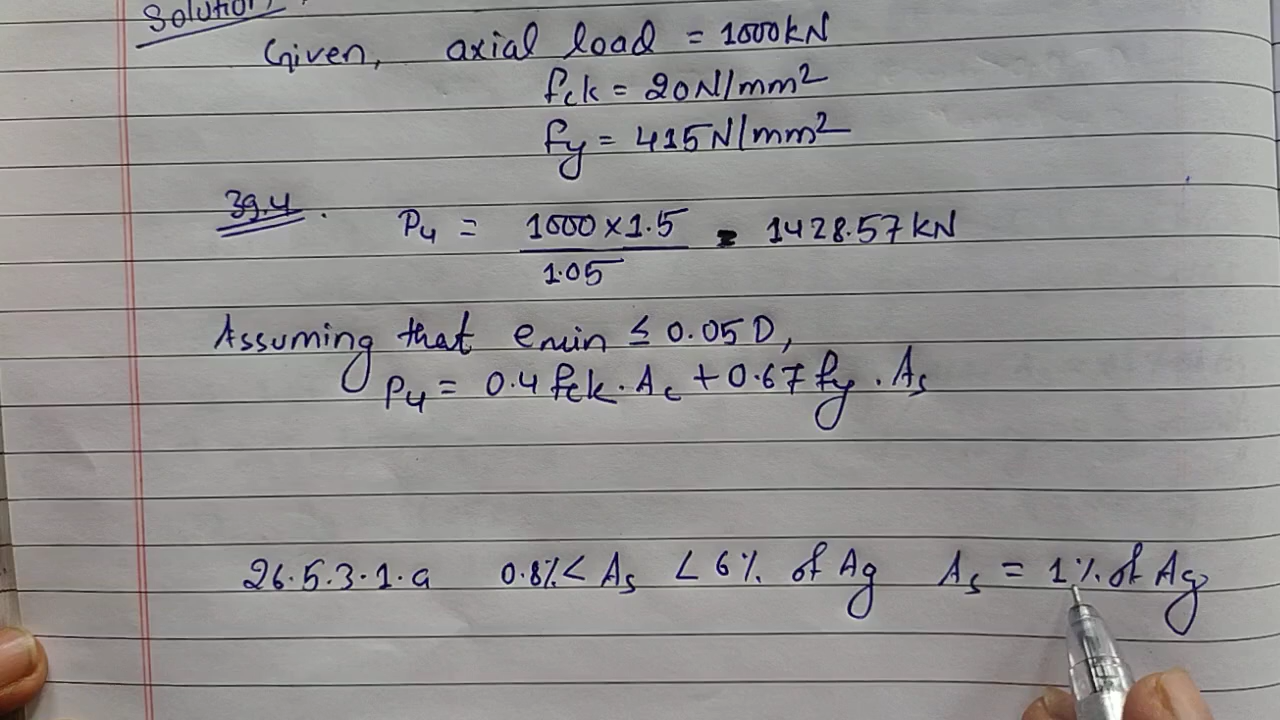 Solution,
Given, axial load = 1000kN
fck = 20N/mm²
fy = 415N/mm²
39.4. Pu = 1000 x 1.5 / 1.05 = 1428.57 kN
Assuming that emin ≤ 0.05D,
Pu = 0.4 fck . Ac + 0.67 fy . As
26.5.3.1.a 0.8% < As < 6% of Ag As = 1% of Ag